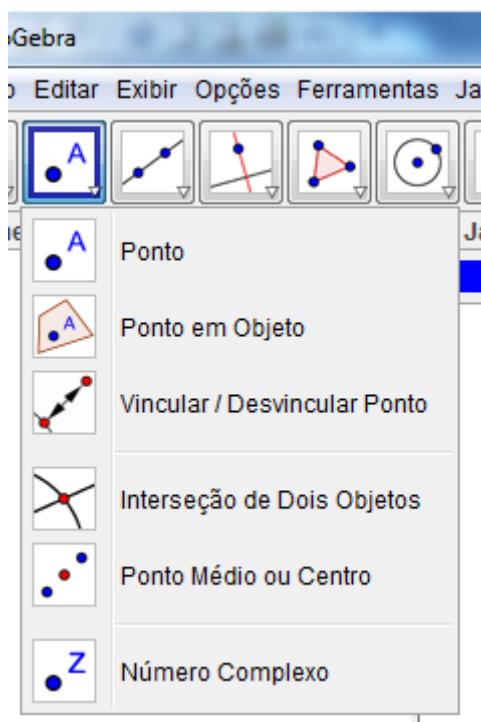 Gebra
Editar Exibir Opções Ferramentas Ja
A
A Ponto
A Ponto em Objeto
Vincular / Desvincular Ponto
Interseção de Dois Objetos
Ponto Médio ou Centro
Z Número Complexo